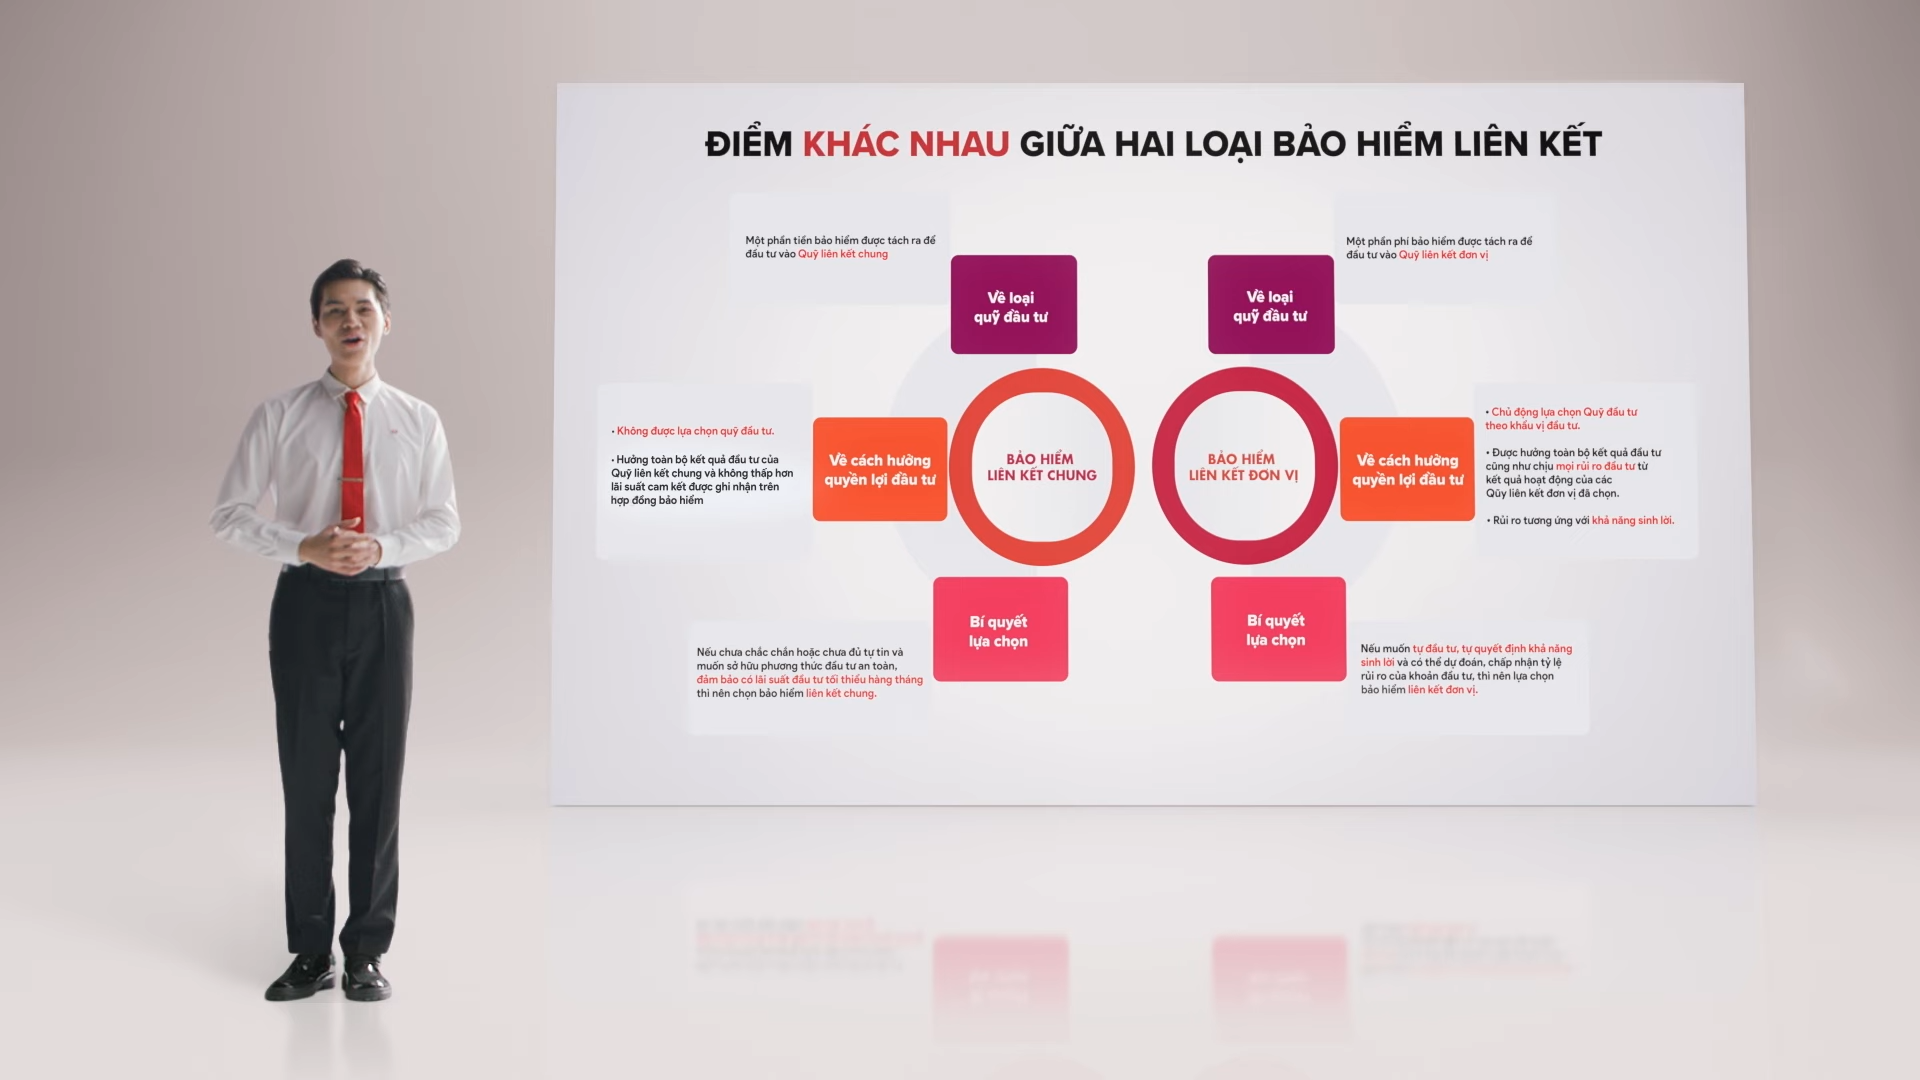 ĐIỂM KHÁC NHAU GIỮA HAI LOẠI BẢO HIỂM LIÊN KẾT
Một phần tiền bảo hiểm được tách ra để
đầu tư vào Quỹ liên kết chung
Về loại
quỹ đầu tư
• Không được lựa chọn quỹ đầu tư.
• Hưởng toàn bộ kết quả đầu tư của
Quỹ liên kết chung và không thấp hơn
lãi suất cam kết được ghi nhận trên
hợp đồng bảo hiểm
Về cách hưởng
quyền lợi đầu tư
BẢO HIỂM
LIÊN KẾT CHUNG
Nếu chưa chắc chắn hoặc chưa đủ tự tin và
muốn sở hữu phương thức đầu tư an toàn,
đảm bảo có lãi suất đầu tư tối thiểu hàng tháng
thì nên chọn bảo hiểm liên kết chung.
Bí quyết
lựa chọn
Một phần phí bảo hiểm được tách ra để
đầu tư vào Quỹ liên kết đơn vị
Về loại
quỹ đầu tư
BẢO HIỂM
LIÊN KẾT ĐƠN VỊ
Về cách hưởng
quyền lợi đầu tư
• Chủ động lựa chọn Quỹ đầu tư
theo khẩu vị đầu tư.
• Được hưởng toàn bộ kết quả đầu tư
cũng như chịu mọi rủi ro đầu tư từ
kết quả hoạt động của các
Qũy liên kết đơn vị đã chọn.
• Rủi ro tương ứng với khả năng sinh lời.
Bí quyết
lựa chọn
Nếu muốn tự đầu tư, tự quyết định khả năng
sinh lời và có thể dự đoán, chấp nhận tỷ lệ
rủi ro của khoản đầu tư, thì nên lựa chọn
bảo hiểm liên kết đơn vị.